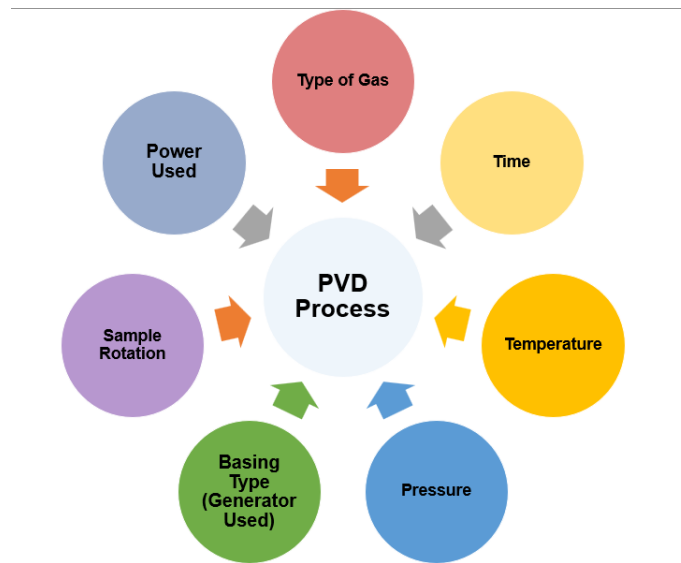 Type of Gas
Power
Used
Time
PVD
Process
Sample
Rotation
Temperature
Basing
Type
(Generator
Used)
Pressure